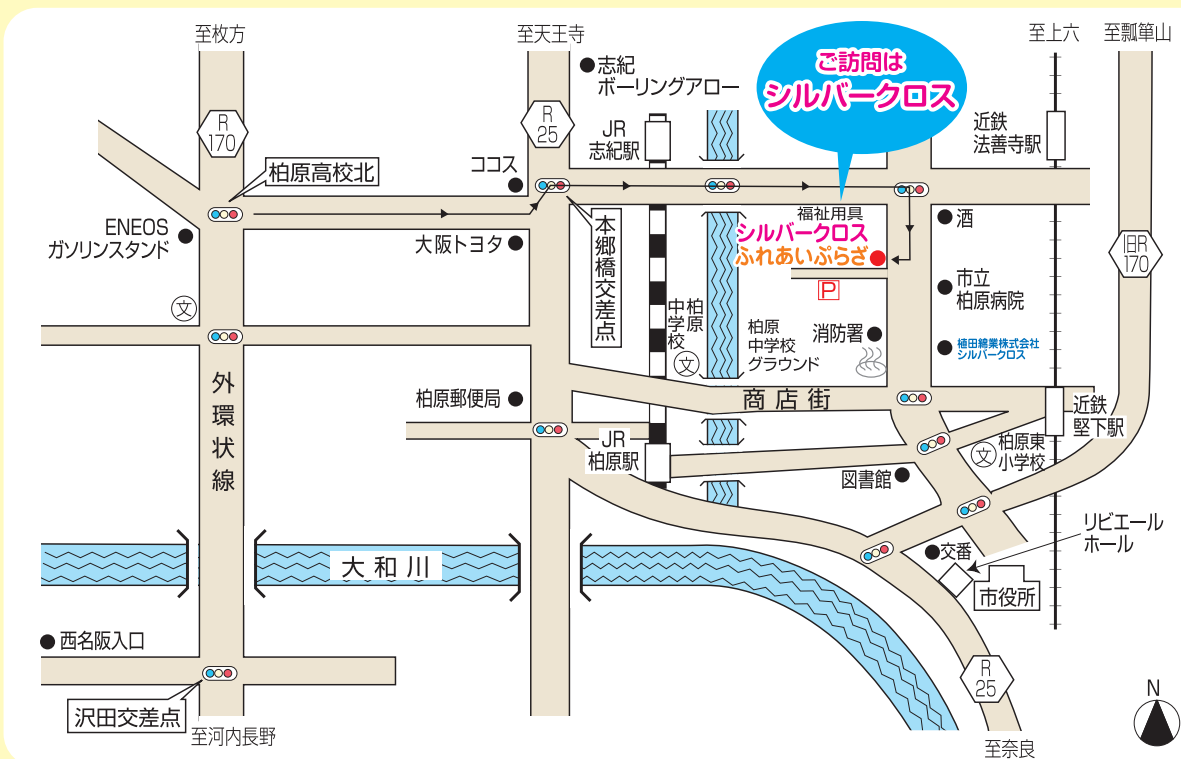 至枚方
至天王寺
至上六
至瓢箪山
ご訪問は
シルバークロス
志紀
ボーリングアロー
R
170
R
25
JR
志紀駅
近鉄
法善寺駅
柏原高校北
ココス
ENEOS
ガソリンスタンド
大阪トヨタ
本郷橋交差点
福祉用具
シルバークロス
ふれあいぷらざ
酒
旧R
170
P
市立
柏原病院
文
柏原
中学校
文
柏原
中学校
グラウンド
消防署
植田鶏業株式会社
シルバークロス
外環状線
柏原郵便局
商店街
近鉄
堅下駅
JR
柏原駅
文
柏原東
小学校
図書館
リビエール
ホール
交番
大和川
市役所
西名阪入口
R
25
沢田交差点
至河内長野
至奈良
N